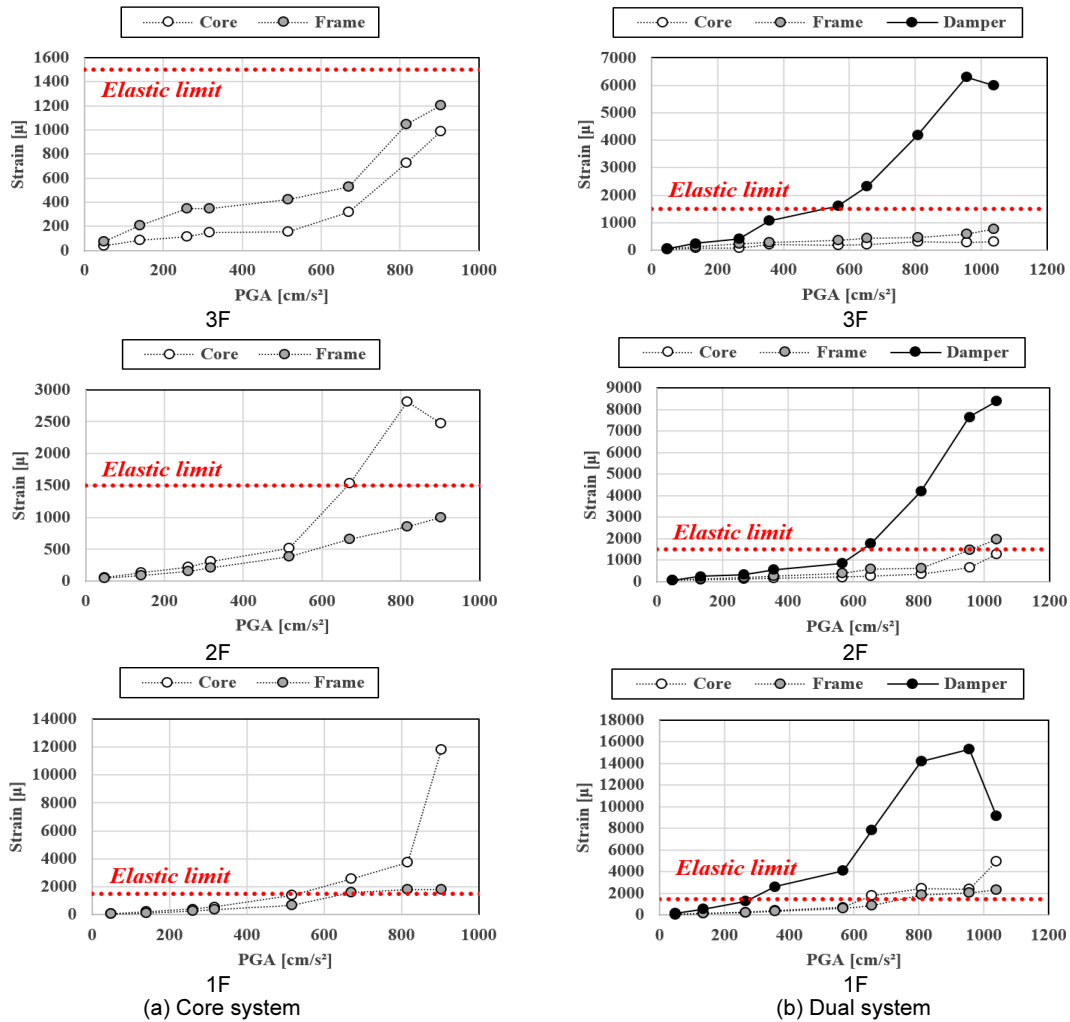 Core Frame
1600
1400
1200
1000
800
600
400
200
0
Strain [µ]
Elastic limit
0 200 400 600 800 1000
PGA [cm/s²]
3F
Core Frame Damper
7000
6000
5000
4000
3000
2000
1000
0
Strain [µ]
Elastic limit
0 200 400 600 800 1000 1200
PGA [cm/s²]
3F
Core Frame
3000
2500
2000
1500
1000
500
0
Strain [µ]
Elastic limit
0 200 400 600 800 1000
PGA [cm/s²]
2F
Core Frame Damper
9000
8000
7000
6000
5000
4000
3000
2000
1000
0
Strain [µ]
Elastic limit
0 200 400 600 800 1000 1200
PGA [cm/s²]
2F
Core Frame
14000
12000
10000
8000
6000
4000
2000
0
Strain [µ]
Elastic limit
0 200 400 600 800 1000
PGA [cm/s²]
1F
(a) Core system
Core Frame Damper
18000
16000
14000
12000
10000
8000
6000
4000
2000
0
Strain [µ]
Elastic limit
0 200 400 600 800 1000 1200
PGA [cm/s²]
1F
(b) Dual system